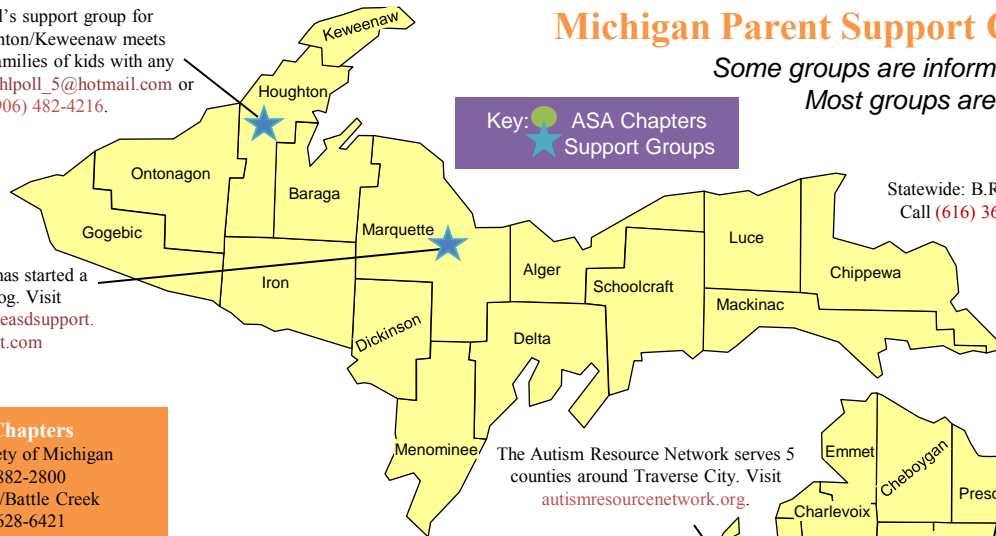 Michigan Parent Support
Some groups are inform
Most groups are
l's support group for
nton/Keweenaw meets
amilies of kids with any
hlpoll_5@hotmail.com or
906) 482-4216.
Key: ASA Chapters
Support Groups
Statewide: B.R
Call (616) 36
Keweenaw
Houghton
Ontonagon
Baraga
Gogebic
Marquette
Iron
Alger
Luce
Schoolcraft
Chippewa
Mackinac
Dickinson
Delta
Menominee
has started a
og. Visit
easdsupport.
t.com
Chapters
ety of Michigan
882-2800
/Battle Creek
628-6421
The Autism Resource Network serves 5
counties around Traverse City. Visit
autismresourcenetwork.org.
Emmet
Cheboygan
Presc
Charlevoix